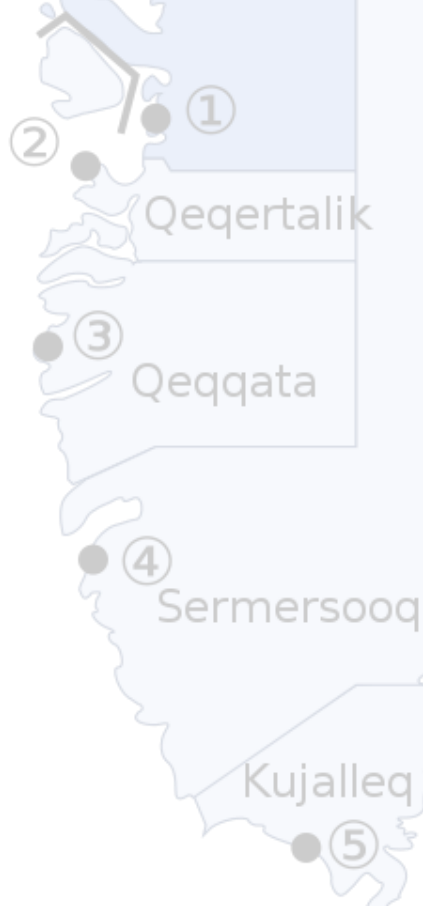 ①
②
Qeqertalik
③
Qeqqata
④
Sermersooq
Kujalleq
⑤